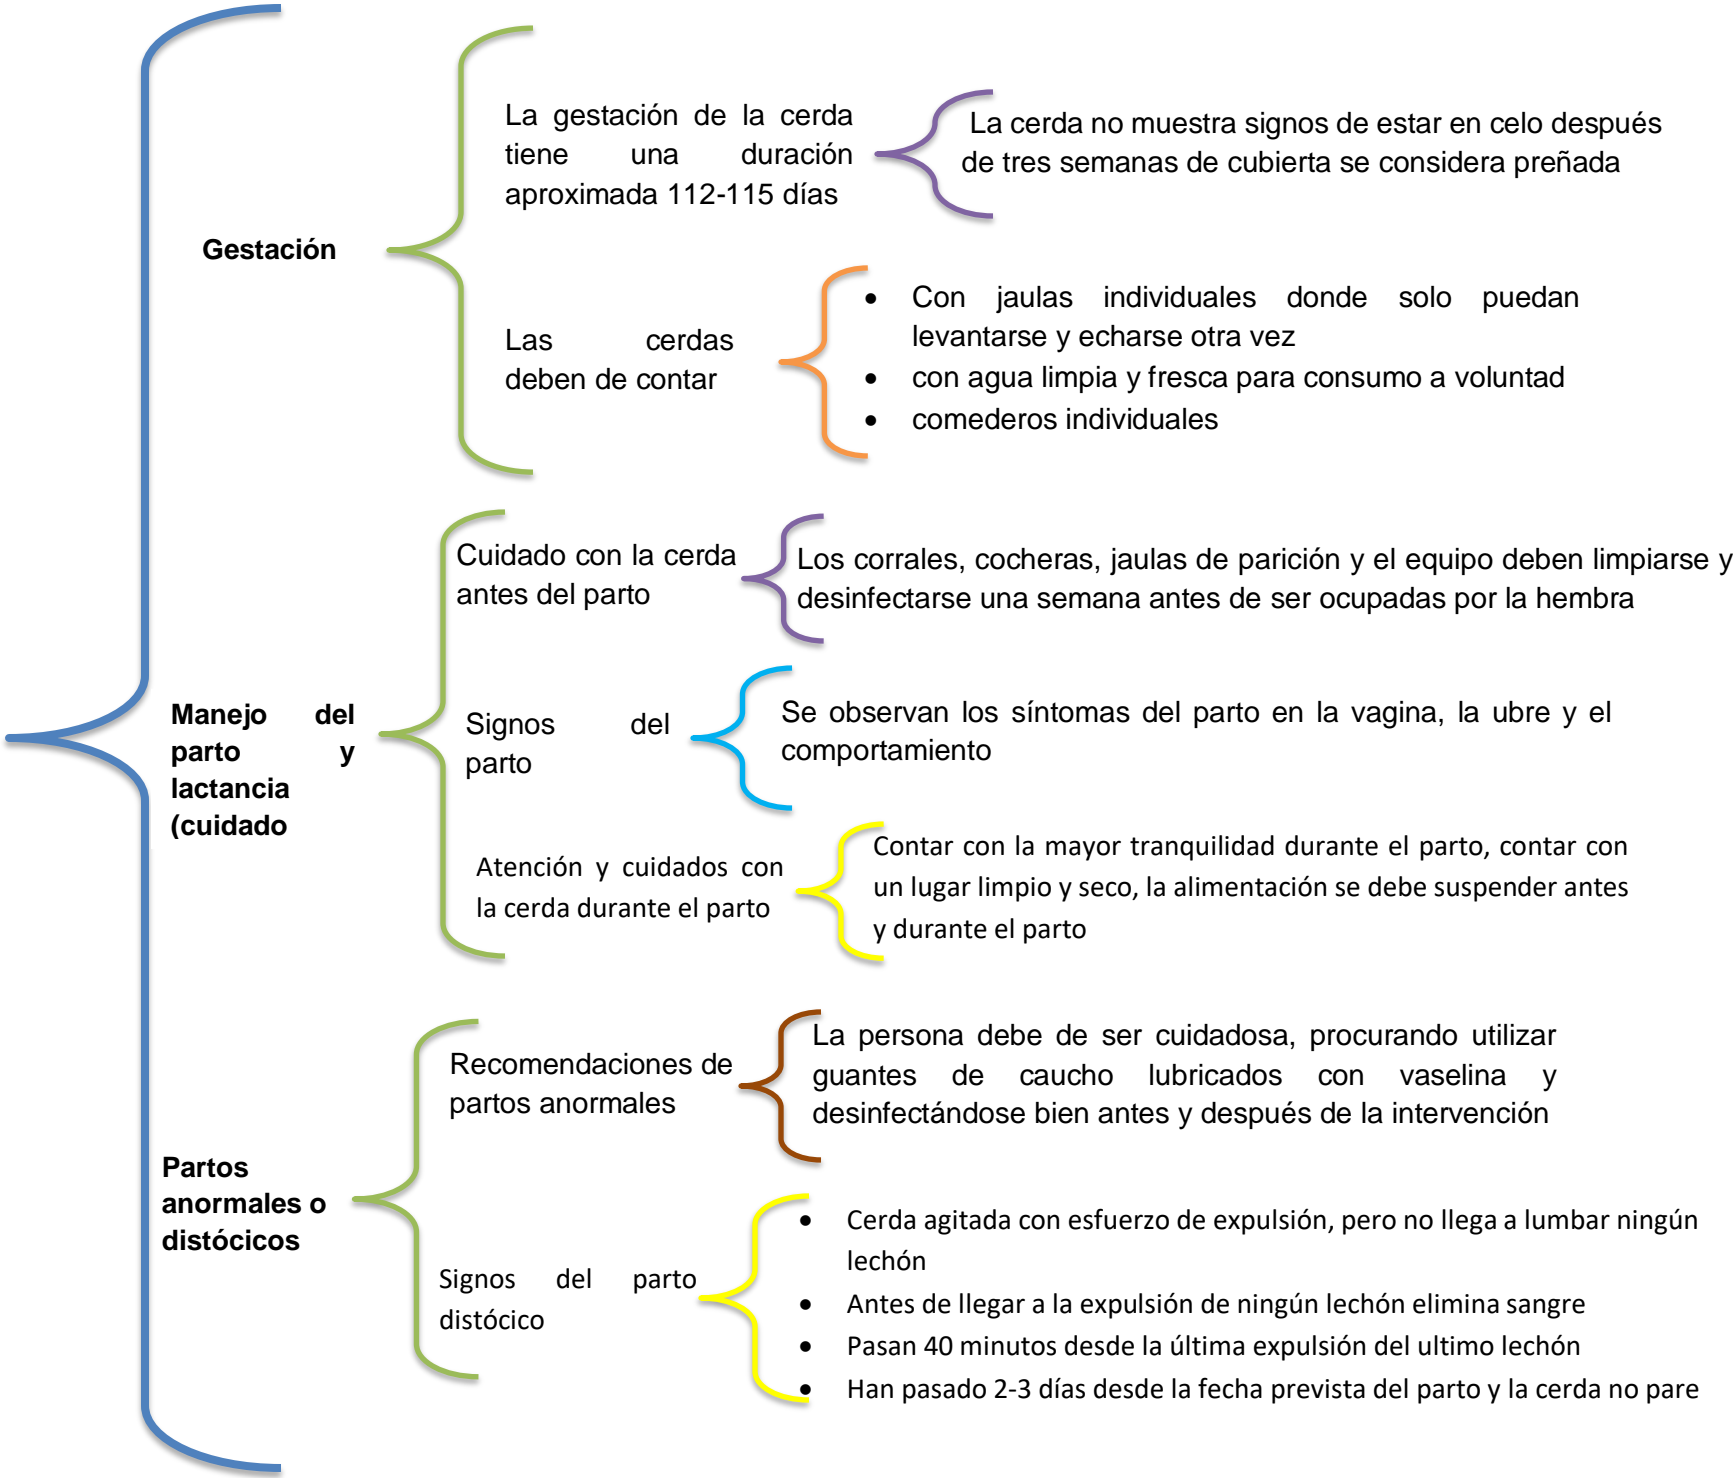 La gestación de la cerda
tiene una duración
aproximada 112-115 días
La cerda no muestra signos de estar en celo después
de tres semanas de cubierta se considera preñada
Gestación
Las cerdas
deben de contar
• Con jaulas individuales donde solo puedan
levantarse y echarse otra vez
• con agua limpia y fresca para consumo a voluntad
• comederos individuales
Cuidado con la cerda
antes del parto
Los corrales, cocheras, jaulas de parición y el equipo deben limpiarse y
desinfectarse una semana antes de ser ocupadas por la hembra
Manejo del
parto y
lactancia
(cuidado
Signos del
parto
Se observan los síntomas del parto en la vagina, la ubre y el
comportamiento
Atención y cuidados con
la cerda durante el parto
Contar con la mayor tranquilidad durante el parto, contar con
un lugar limpio y seco, la alimentación se debe suspender antes
y durante el parto
Recomendaciones de
partos anormales
La persona debe de ser cuidadosa, procurando utilizar
guantes de caucho lubricados con vaselina y
desinfectándose bien antes y después de la intervención
Partos
anormales o
distócicos
Signos del parto
distócico
• Cerda agitada con esfuerzo de expulsión, pero no llega a lumbar ningún
lechón
• Antes de llegar a la expulsión de ningún lechón elimina sangre
• Pasan 40 minutos desde la última expulsión del ultimo lechón
• Han pasado 2-3 días desde la fecha prevista del parto y la cerda no pare